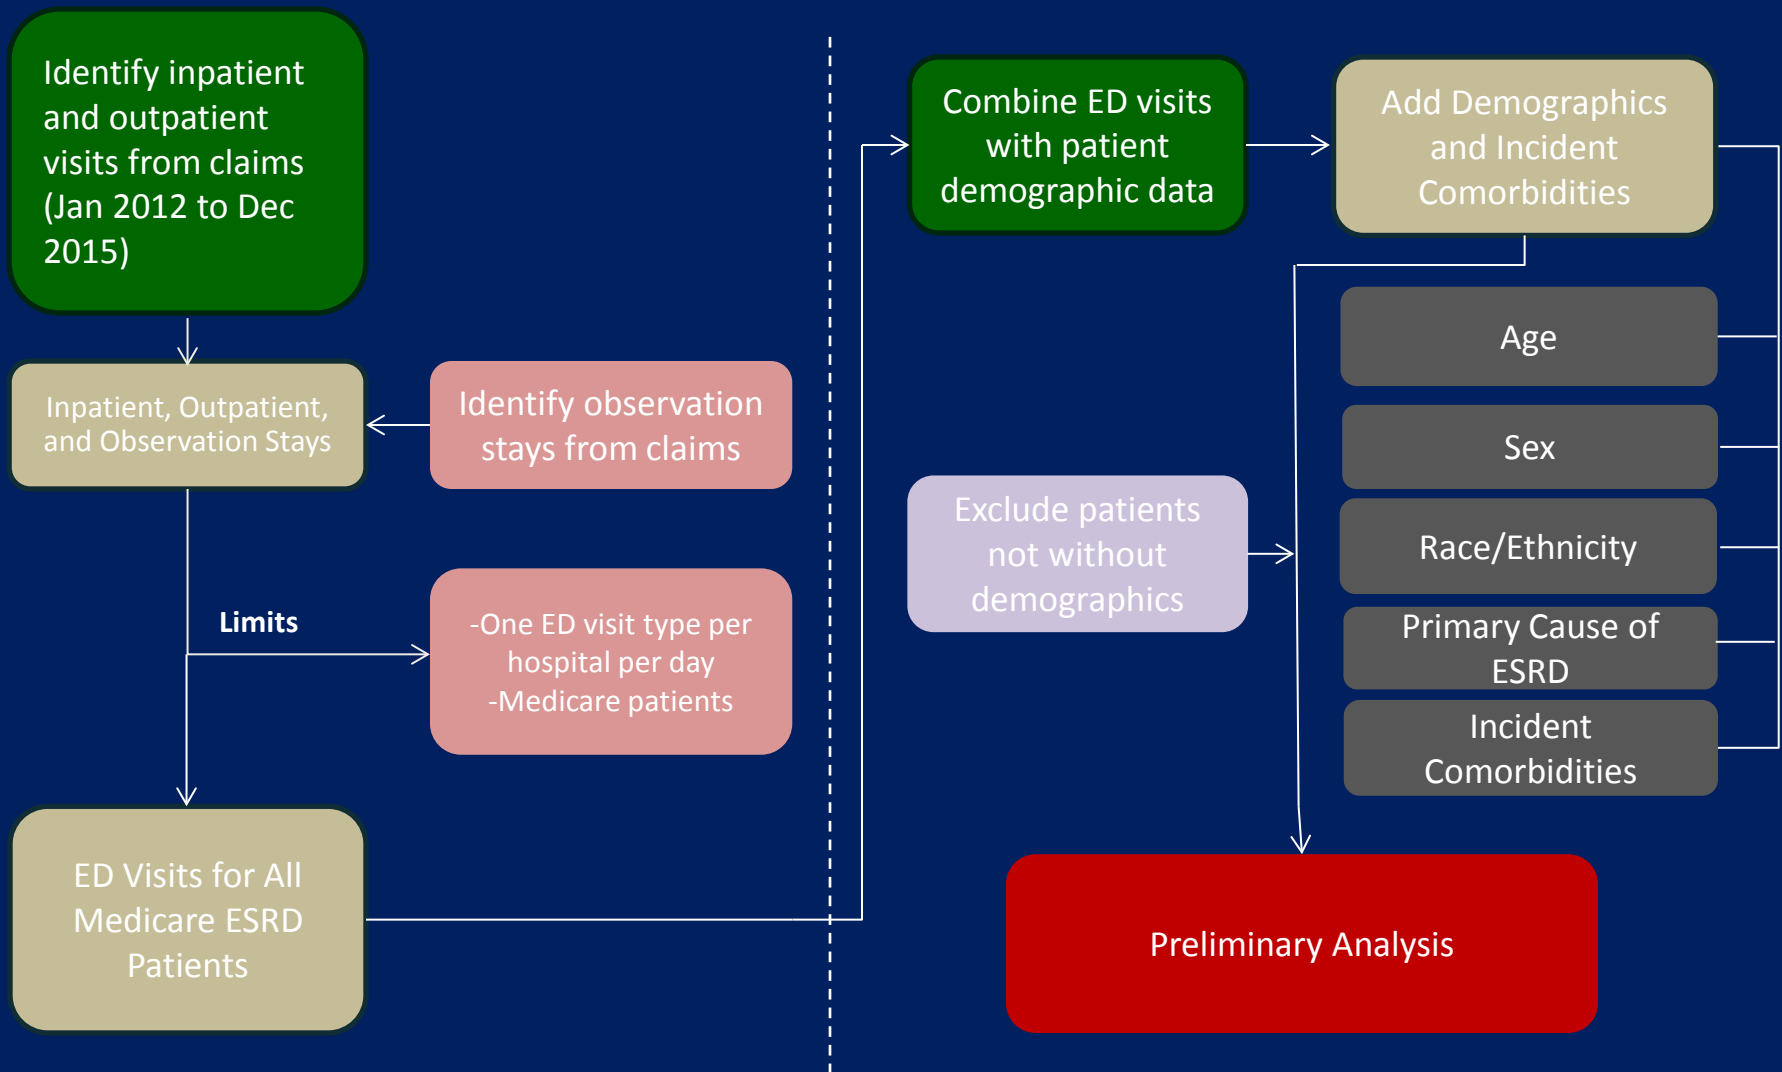 Identify inpatient
and outpatient
visits from claims
(Jan 2012 to Dec
2015)
Inpatient, Outpatient,
and Observation Stays
Identify observation
stays from claims
Limits
-One ED visit type per
hospital per day
-Medicare patients
ED Visits for All
Medicare ESRD
Patients
Combine ED visits
with patient
demographic data
Add Demographics
and Incident
Comorbidities
Age
Sex
Race/Ethnicity
Primary Cause of
ESRD
Incident
Comorbidities
Exclude patients
not without
demographics
Preliminary Analysis